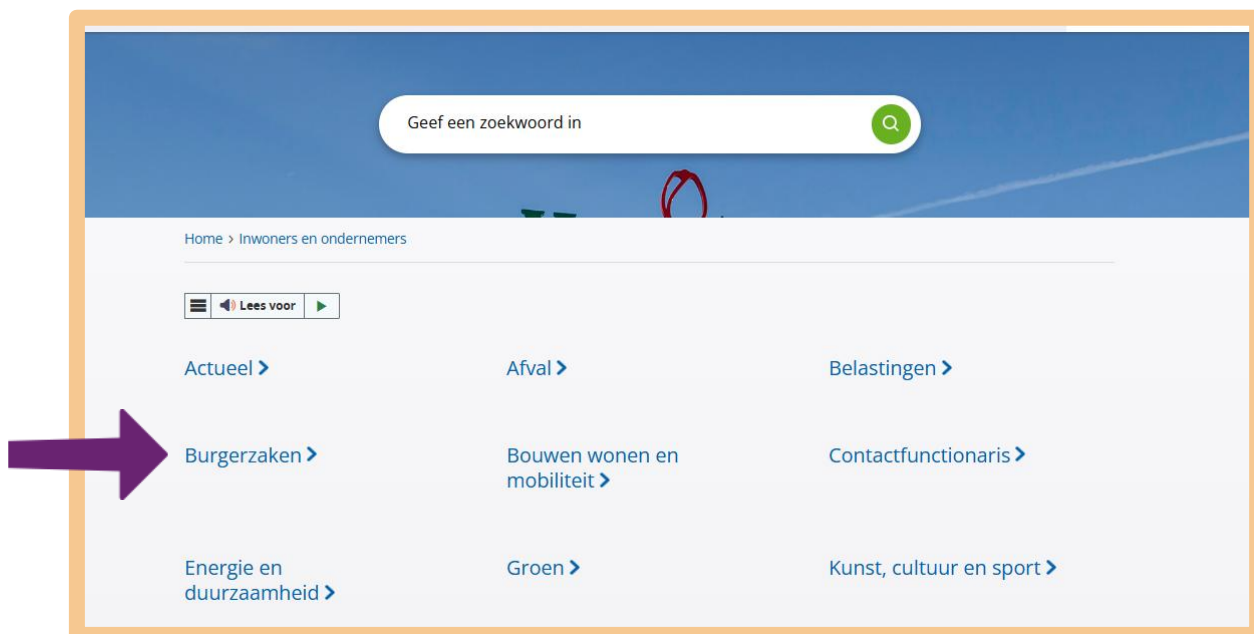 Geef een zoekwoord in
Home > Inwoners en ondernemers
Lees voor
Actueel >
Afval >
Belastingen >
Burgerzaken >
Bouwen wonen en
mobiliteit >
Contactfunctionaris >
Energie en
duurzaamheid >
Groen >
Kunst, cultuur en sport >